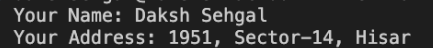 Your Name: Daksh Sehgal
Your Address: 1951, Sector-14, Hisar